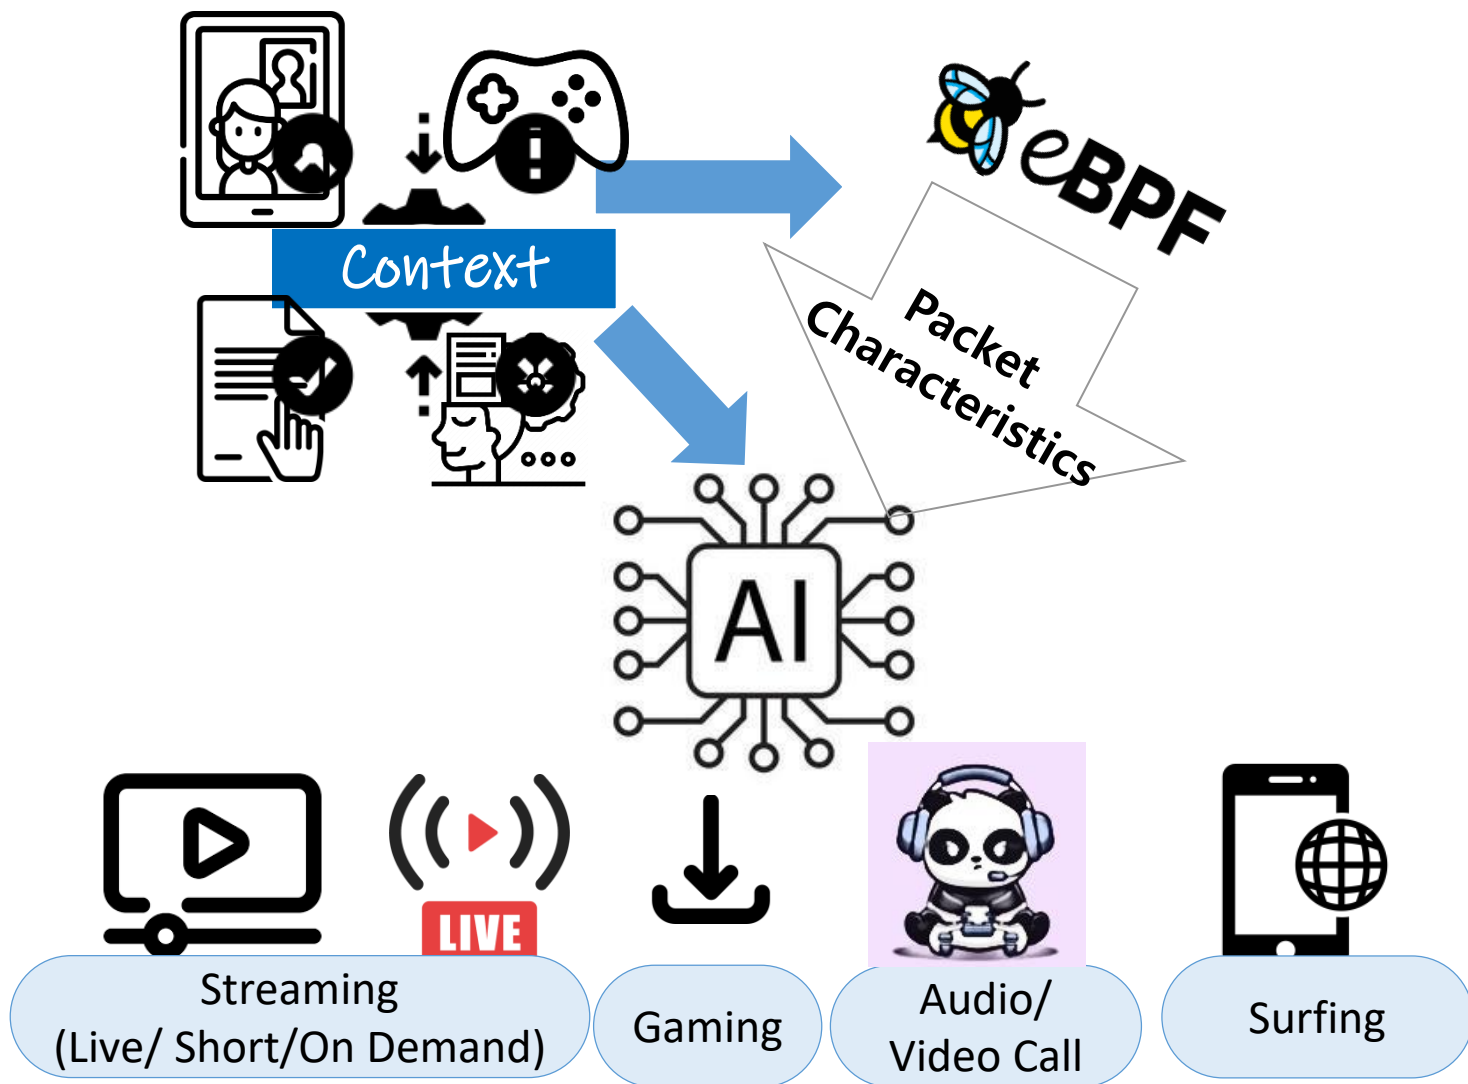 eBPF
Context
Packet
Characteristics
AI
LIVE
Streaming
(Live/ Short/On Demand)
Gaming
Audio/
Video Call
Surfing